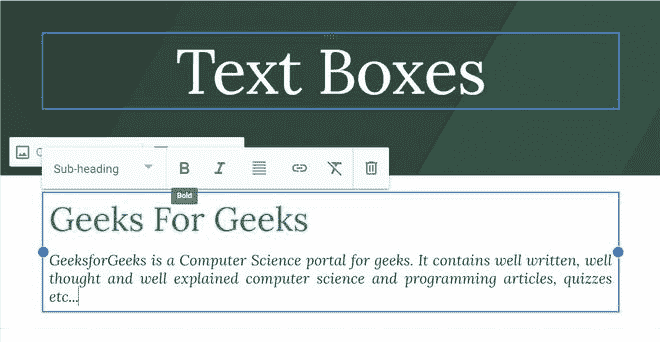 Text Boxes
Sub-heading
B I
Bold
Geeks For Geeks
GeeksforGeeks is a Computer Science portal for geeks. It contains well written, well
thought and well explained computer science and programming articles, quizzes
etc...